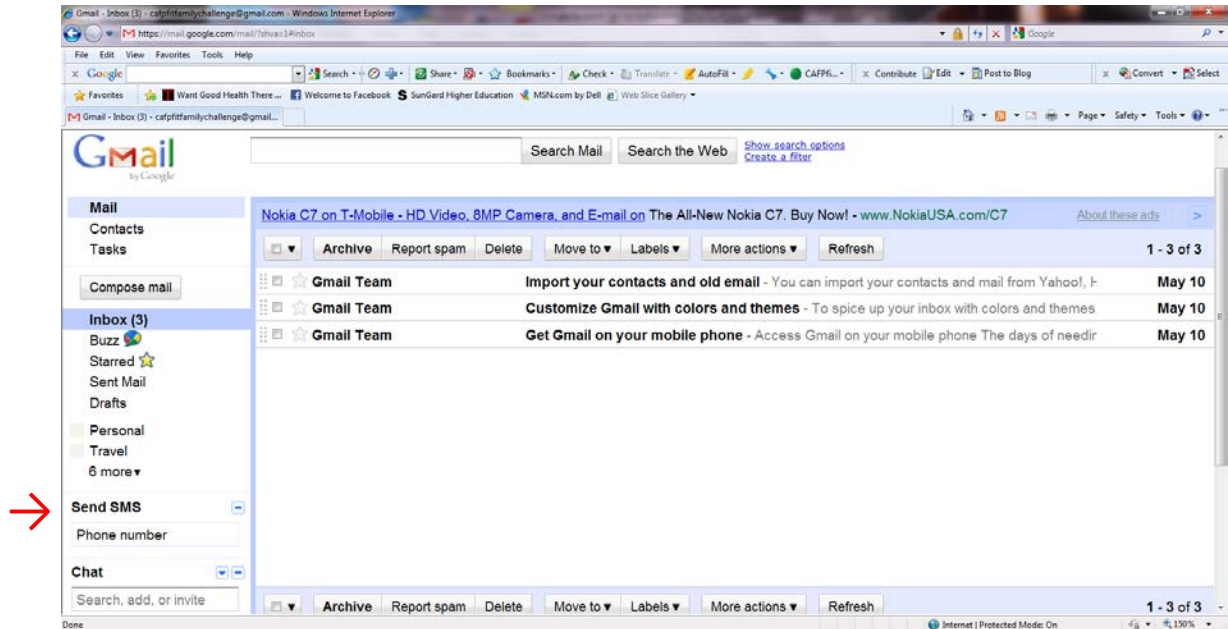 Gmail - Inbox (3) - cafpfitfamilychallenge@gmail.com - Windows Internet Explorer
https://mail.google.com/mail/?shva=1#inbox
Google
File Edit View Favorites Tools Help
x Google Search Share Bookmarks Check Translate AutoFill CAFPfi... x Contribute Edit Post to Blog x Convert Select
Favorites Want Good Health There ... Welcome to Facebook SunGard Higher Education MSN.com by Dell Web Slice Gallery
Gmail - Inbox (3) - cafpfitfamilychallenge@gmail... Page Safety Tools
Gmail
by Google
Search Mail Search the Web Show search options
Create a filter
Mail
Contacts
Tasks
Compose mail
Inbox (3)
Buzz
Starred
Sent Mail
Drafts
Personal
Travel
6 more
Send SMS
Phone number
Chat
Search, add, or invite
Nokia C7 on T-Mobile - HD Video, 8MP Camera, and E-mail on The All-New Nokia C7. Buy Now! - www.NokiaUSA.com/C7 About these ads >
Archive Report spam Delete Move to Labels More actions Refresh 1 - 3 of 3
Gmail Team Import your contacts and old email - You can import your contacts and mail from Yahoo!, H May 10
Gmail Team Customize Gmail with colors and themes - To spice up your inbox with colors and themes May 10
Gmail Team Get Gmail on your mobile phone - Access Gmail on your mobile phone The days of needin May 10
Archive Report spam Delete Move to Labels More actions Refresh 1 - 3 of 3
Done Internet | Protected Mode: On 150%